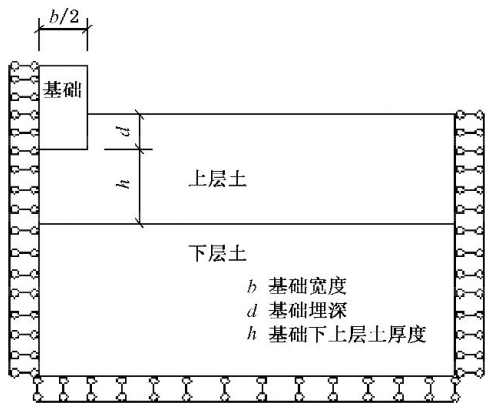 b/2
基础
d
h
上层土
下层土
b 基础宽度
d 基础埋深
h 基础下上层土厚度